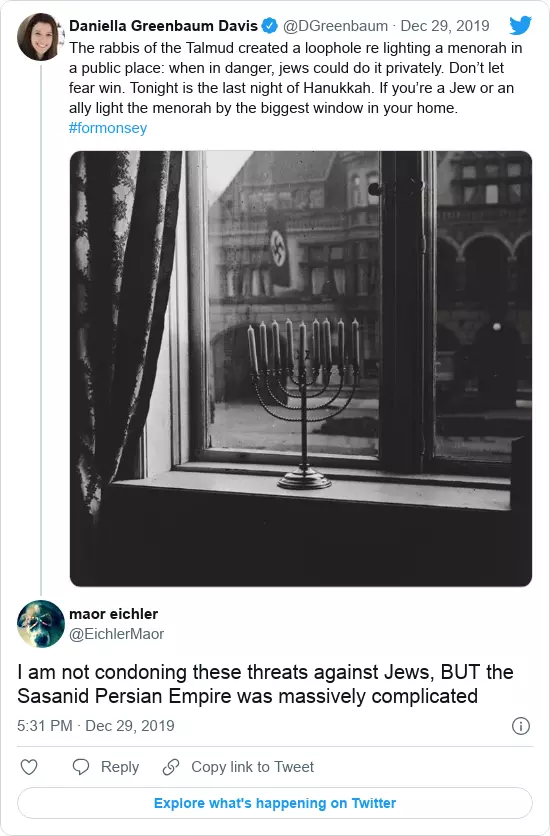 Daniella Greenbaum Davis @DGreenbaum · Dec 29, 2019
The rabbis of the Talmud created a loophole re lighting a menorah in
a public place: when in danger, jews could do it privately. Don’t let
fear win. Tonight is the last night of Hanukkah. If you’re a Jew or an
ally light the menorah by the biggest window in your home.
#formonsey
maor eichler
@EichlerMaor
I am not condoning these threats against Jews, BUT the
Sasanid Persian Empire was massively complicated
5:31 PM · Dec 29, 2019
Reply Copy link to Tweet
Explore what's happening on Twitter